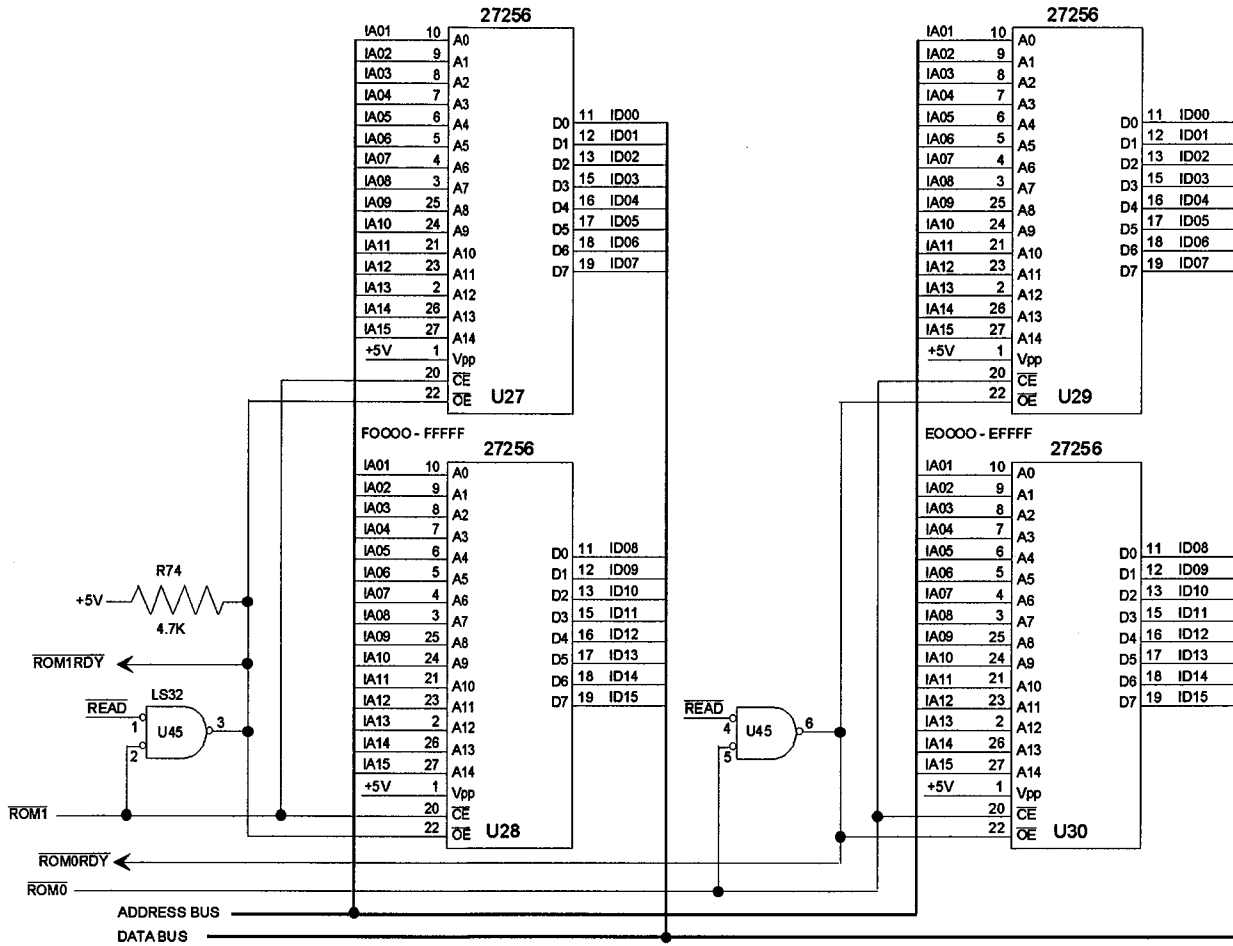 27256
IA01 10 A0
IA02 9 A1
IA03 8 A2
IA04 7 A3
IA05 6 A4
IA06 5 A5
IA07 4 A6
IA08 3 A7
IA09 25 A8
IA10 24 A9
IA11 21 A10
IA12 23 A11
IA13 2 A12
IA14 26 A13
IA15 27 A14
+5V 1 Vpp
20 CE
22 OE
D0 11 ID00
D1 12 ID01
D2 13 ID02
D3 15 ID03
D4 16 ID04
D5 17 ID05
D6 18 ID06
D7 19 ID07
U27
27256
IA01 10 A0
IA02 9 A1
IA03 8 A2
IA04 7 A3
IA05 6 A4
IA06 5 A5
IA07 4 A6
IA08 3 A7
IA09 25 A8
IA10 24 A9
IA11 21 A10
IA12 23 A11
IA13 2 A12
IA14 26 A13
IA15 27 A14
+5V 1 Vpp
20 CE
22 OE
D0 11 ID00
D1 12 ID01
D2 13 ID02
D3 15 ID03
D4 16 ID04
D5 17 ID05
D6 18 ID06
D7 19 ID07
U29
FOOOO - FFFFF
27256
IA01 10 A0
IA02 9 A1
IA03 8 A2
IA04 7 A3
IA05 6 A4
IA06 5 A5
IA07 4 A6
IA08 3 A7
IA09 25 A8
IA10 24 A9
IA11 21 A10
IA12 23 A11
IA13 2 A12
IA14 26 A13
IA15 27 A14
+5V 1 Vpp
20 CE
22 OE
D0 11 ID08
D1 12 ID09
D2 13 ID10
D3 15 ID11
D4 16 ID12
D5 17 ID13
D6 18 ID14
D7 19 ID15
U28
EOOOO - EFFFF
27256
IA01 10 A0
IA02 9 A1
IA03 8 A2
IA04 7 A3
IA05 6 A4
IA06 5 A5
IA07 4 A6
IA08 3 A7
IA09 25 A8
IA10 24 A9
IA11 21 A10
IA12 23 A11
IA13 2 A12
IA14 26 A13
IA15 27 A14
+5V 1 Vpp
20 CE
22 OE
D0 11 ID08
D1 12 ID09
D2 13 ID10
D3 15 ID11
D4 16 ID12
D5 17 ID13
D6 18 ID14
D7 19 ID15
U30
R74
+5V
4.7K
ROM1RDY
LS32
READ
1
2
U45
3
READ
4
5
U45
6
ROM1
ROM0RDY
ROM0
ADDRESS BUS
DATA BUS